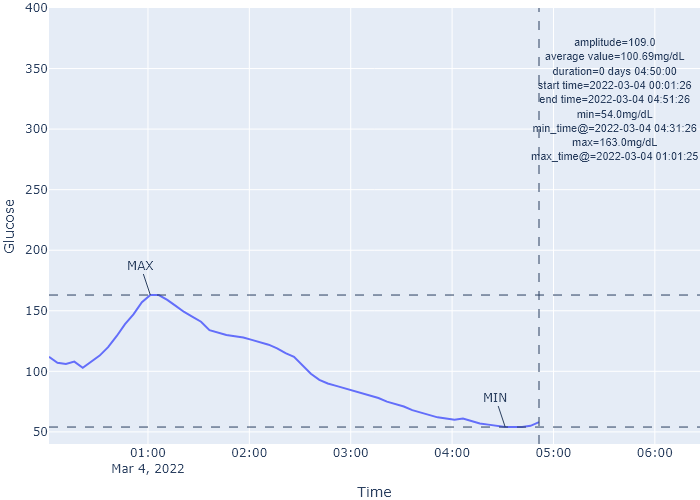 400
350
300
250
200
150
100
50
Glucose
amplitude=109.0
average value=100.69mg/dL
duration=0 days 04:50:00
start time=2022-03-04 00:01:26
end time=2022-03-04 04:51:26
min=54.0mg/dL
min_time@=2022-03-04 04:31:26
max=163.0mg/dL
max_time@=2022-03-04 01:01:25
MAX
MIN
01:00 02:00 03:00 04:00 05:00 06:00
Mar 4, 2022
Time